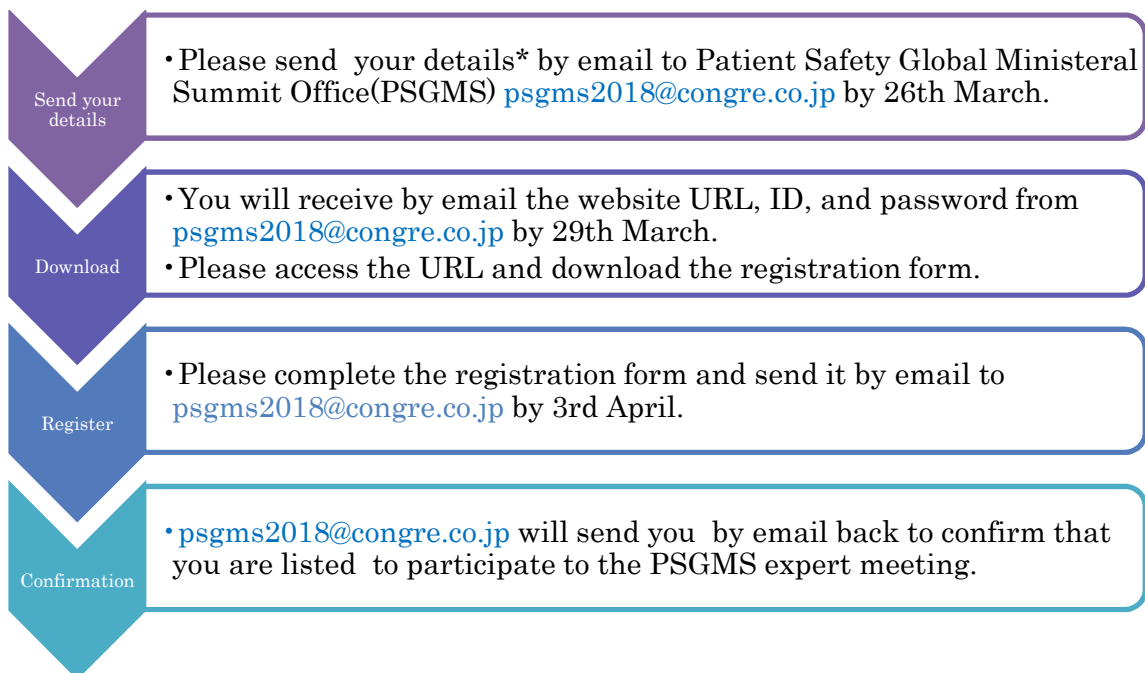 Send your
details
・Please send  your details* by email to Patient Safety Global Ministeral
Summit Office(PSGMS) psgms2018@congre.co.jp by 26th March.
Download
・You will receive by email the website URL, ID, and password from
psgms2018@congre.co.jp by 29th March.
・Please access the URL and download the registration form.
Register
・Please complete the registration form and send it by email to
psgms2018@congre.co.jp by 3rd April.
Confirmation
・psgms2018@congre.co.jp will send you  by email back to confirm that
you are listed  to participate to the PSGMS expert meeting.